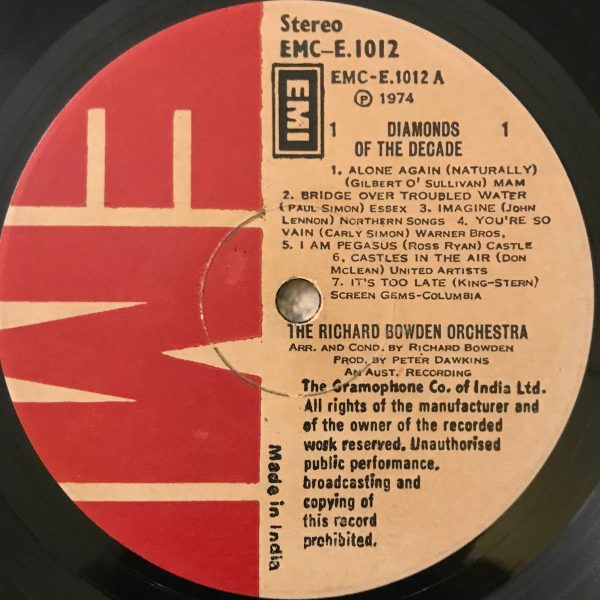 Stereo
EMC-E.1012
EMI
EMC-E.1012 A
Ⓟ 1974
1 DIAMONDS 1
OF THE DECADE
1. ALONE AGAIN (NATURALLY)
(GILBERT O' SULLIVAN) MAM
2. BRIDGE OVER TROUBLED WATER
(PAUL SIMON) ESSEX 3. IMAGINE (JOHN
LENNON) NORTHERN SONGS 4. YOU'RE SO
VAIN (CARLY SIMON) WARNER BROS,
5. I AM PEGASUS (ROSS RYAN) CASTLE
6. CASTLES IN THE AIR (DON
MCLEAN) UNITED ARTISTS
7. IT'S TOO LATE (KING-STERN)
SCREEN GEMS-COLUMBIA
THE RICHARD BOWDEN ORCHESTRA
ARR. AND COND. BY RICHARD BOWDEN
PROD. BY PETER DAWKINS
AN AUST. RECORDING
The Gramophone Co. of India Ltd.
All rights of the manufacturer and
of the owner of the recorded
work reserved. Unauthorised
public performance.
broadcasting and
copying of
this record
prohibited.
Made in India
EMI